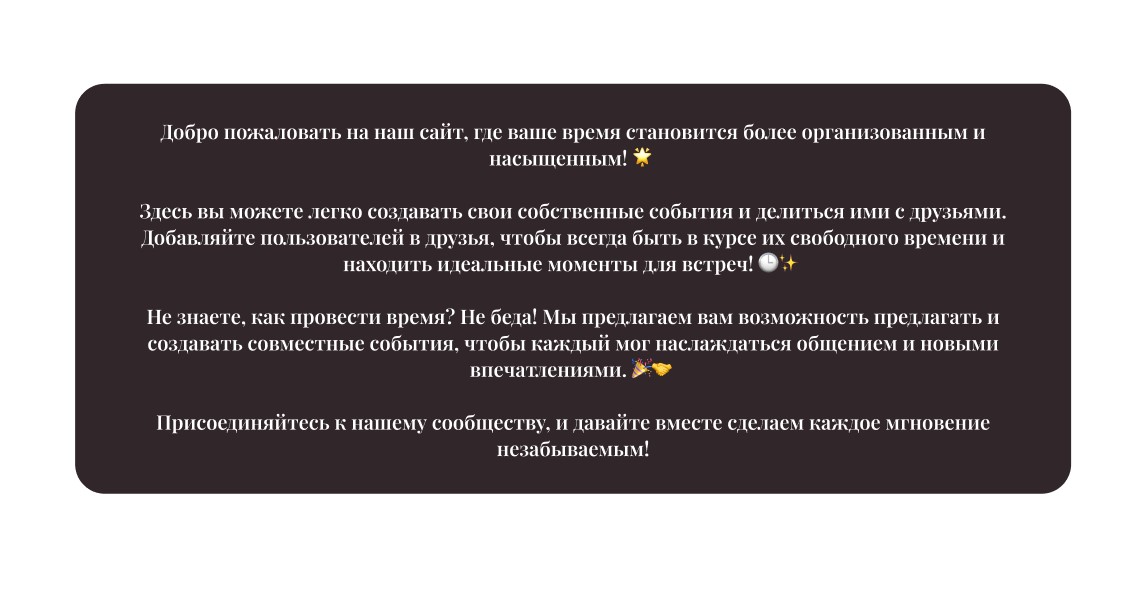 Добро пожаловать на наш сайт, где ваше время становится более организованным и
насыщенным! 🌟
Здесь вы можете легко создавать свои собственные события и делиться ими с друзьями.
Добавляйте пользователей в друзья, чтобы всегда быть в курсе их свободного времени и
находить идеальные моменты для встреч! 🕒✨
Не знаете, как провести время? Не беда! Мы предлагаем вам возможность предлагать и
создавать совместные события, чтобы каждый мог наслаждаться общением и новыми
впечатлениями. 🎉🤝
Присоединяйтесь к нашему сообществу, и давайте вместе сделаем каждое мгновение
незабываемым!